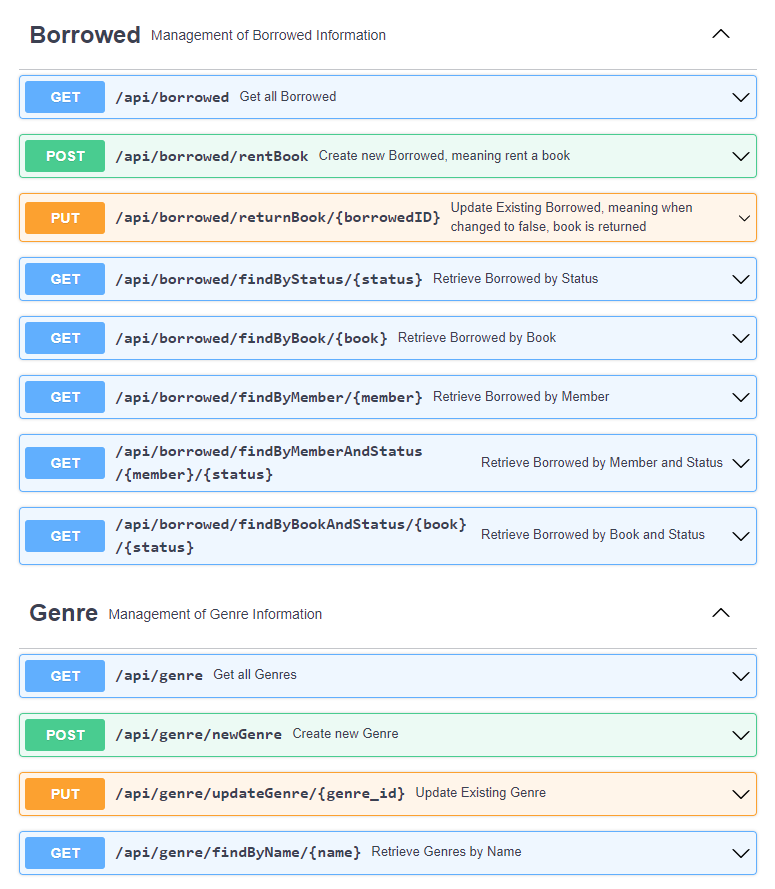 Borrowed Management of Borrowed Information
GET /api/borrowed Get all Borrowed
POST /api/borrowed/rentBook Create new Borrowed, meaning rent a book
PUT /api/borrowed/returnBook/{borrowedID} Update Existing Borrowed, meaning when
changed to false, book is returned
GET /api/borrowed/findByStatus/{status} Retrieve Borrowed by Status
GET /api/borrowed/findByBook/{book} Retrieve Borrowed by Book
GET /api/borrowed/findByMember/{member} Retrieve Borrowed by Member
GET /api/borrowed/findByMemberAndStatus
/{member}/{status} Retrieve Borrowed by Member and Status
GET /api/borrowed/findByBookAndStatus/{book}
/{status} Retrieve Borrowed by Book and Status
Genre Management of Genre Information
GET /api/genre Get all Genres
POST /api/genre/newGenre Create new Genre
PUT /api/genre/updateGenre/{genre_id} Update Existing Genre
GET /api/genre/findByName/{name} Retrieve Genres by Name